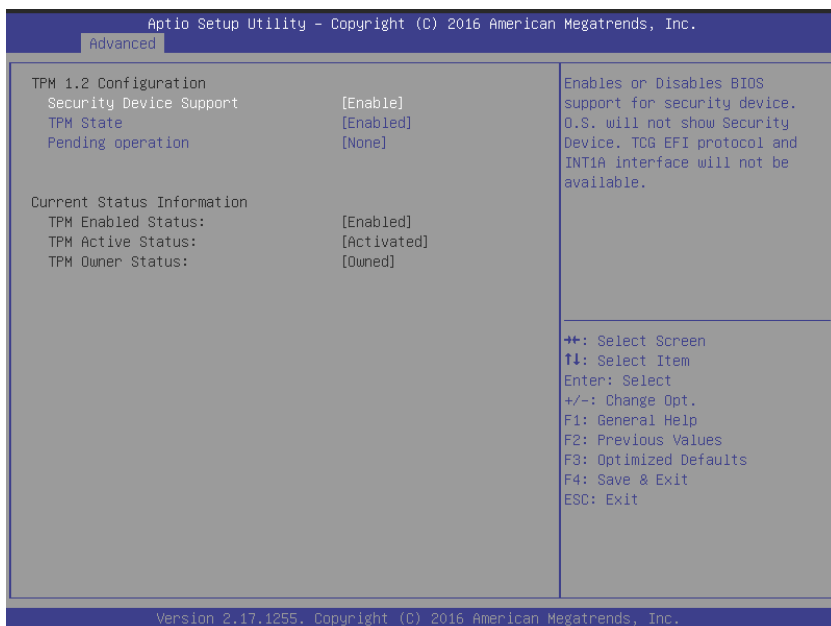 Aptio Setup Utility – Copyright (C) 2016 American Megatrends, Inc.
Advanced
TPM 1.2 Configuration
Security Device Support [Enable]
TPM State [Enabled]
Pending operation [None]
Current Status Information
TPM Enabled Status: [Enabled]
TPM Active Status: [Activated]
TPM Owner Status: [Owned]
Enables or Disables BIOS
support for security device.
O.S. will not show Security
Device. TCG EFI protocol and
INT1A interface will not be
available.
→←: Select Screen
↑↓: Select Item
Enter: Select
+/-: Change Opt.
F1: General Help
F2: Previous Values
F3: Optimized Defaults
F4: Save & Exit
ESC: Exit
Version 2.17.1255. Copyright (C) 2016 American Megatrends, Inc.